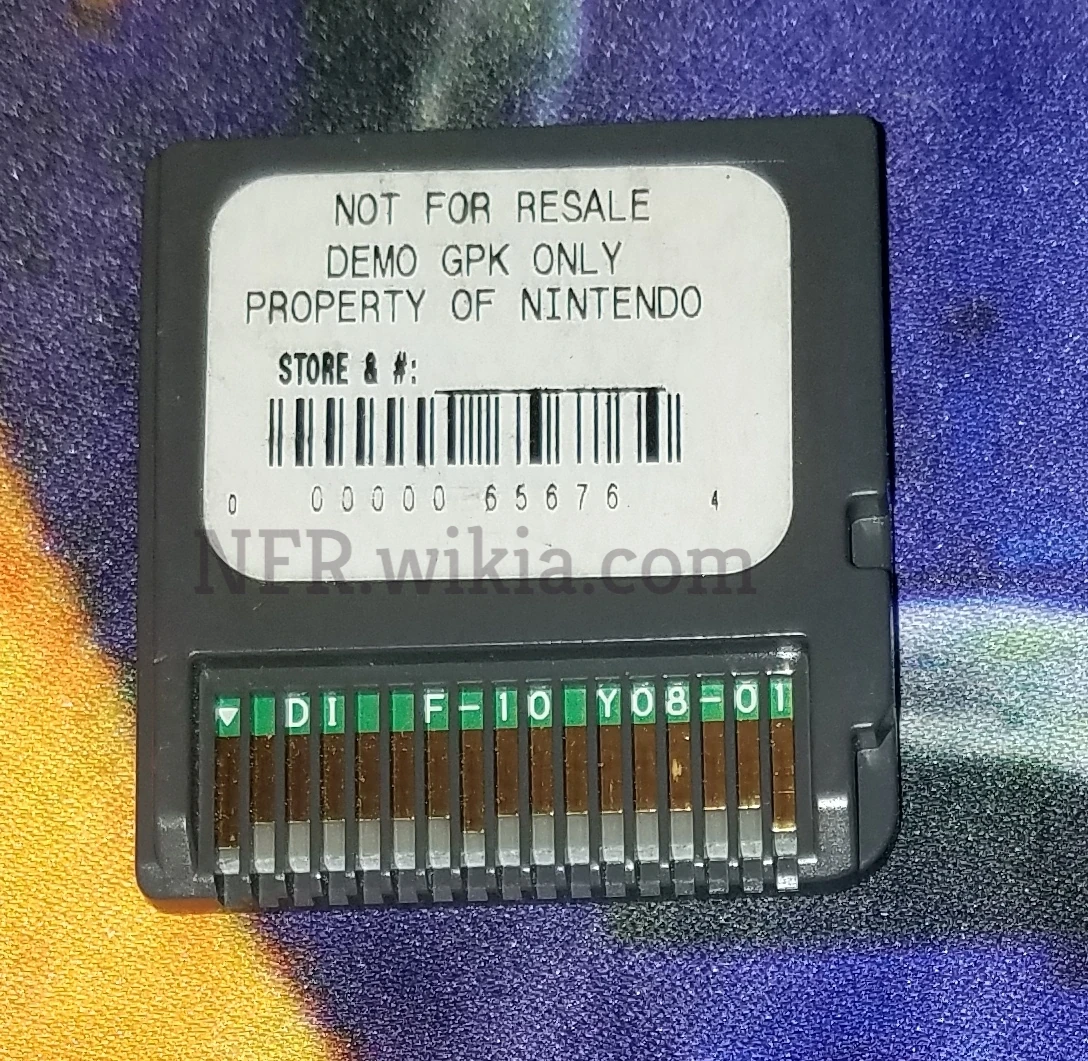 NOT FOR RESALE
DEMO GPK ONLY
PROPERTY OF NINTENDO
STORE & #:
0 00000 65676 4
NFR.wikia.com
▼ DI F-10 Y08-01